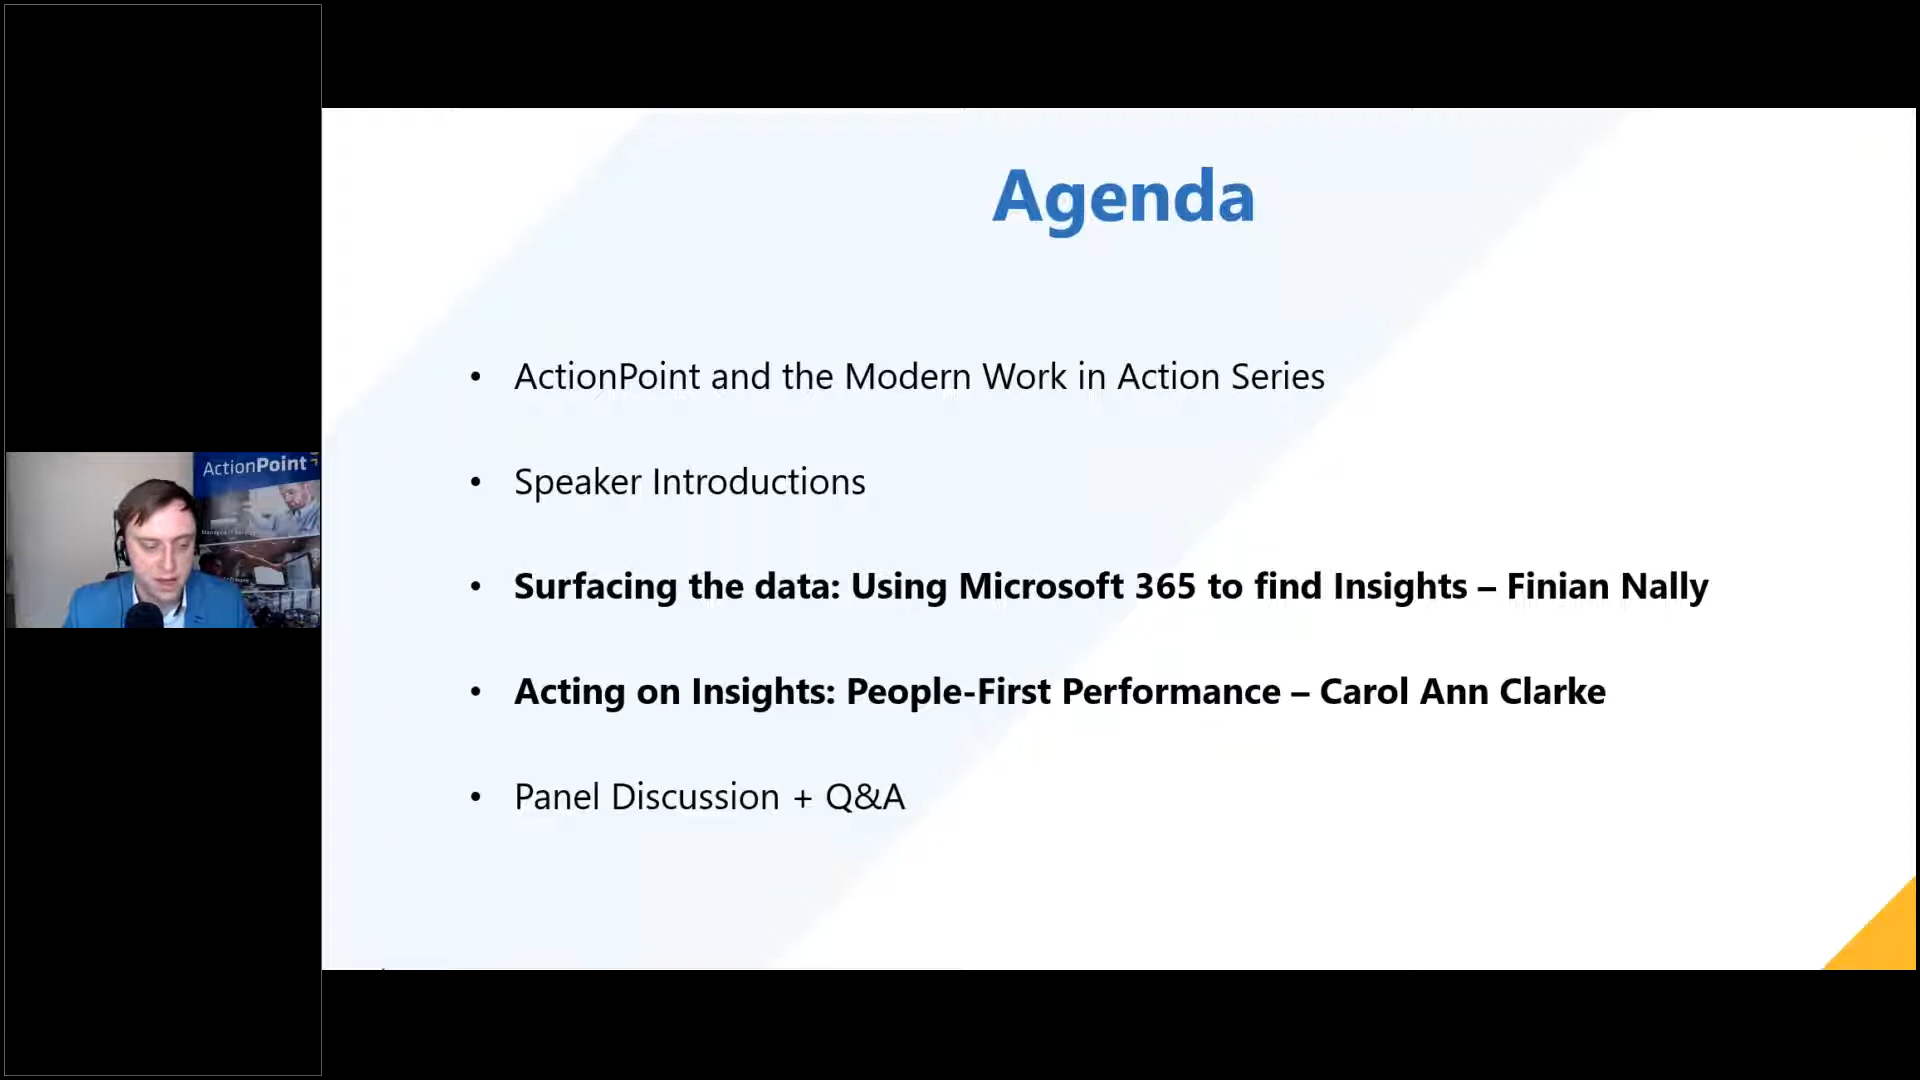 Agenda
• ActionPoint and the Modern Work in Action Series
• Speaker Introductions
• Surfacing the data: Using Microsoft 365 to find Insights – Finian Nally
• Acting on Insights: People-First Performance – Carol Ann Clarke
• Panel Discussion + Q&A
ActionPoint